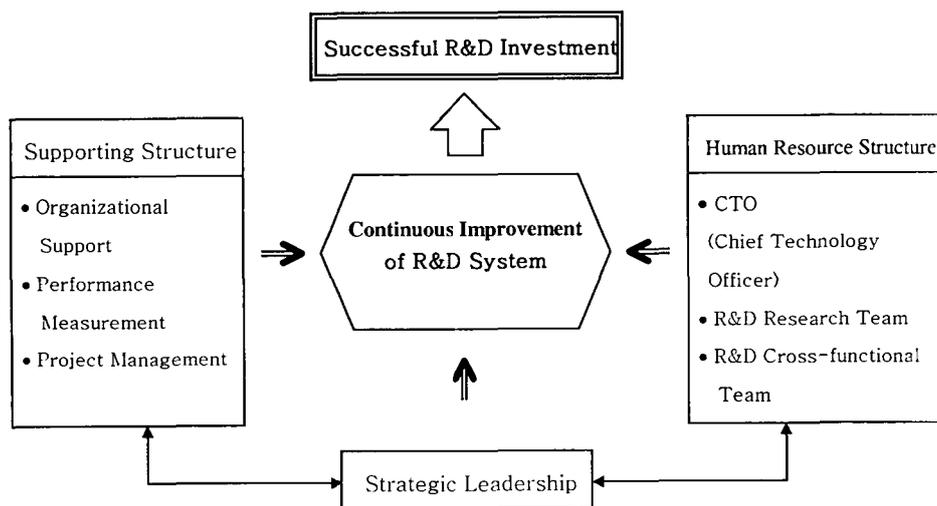 Successful R&D Investment
Supporting Structure
• Organizational
Support
• Performance
Measurement
• Project Management
Continuous Improvement
of R&D System
Human Resource Structure
• CTO
(Chief Technology
Officer)
• R&D Research Team
• R&D Cross-functional
Team
Strategic Leadership